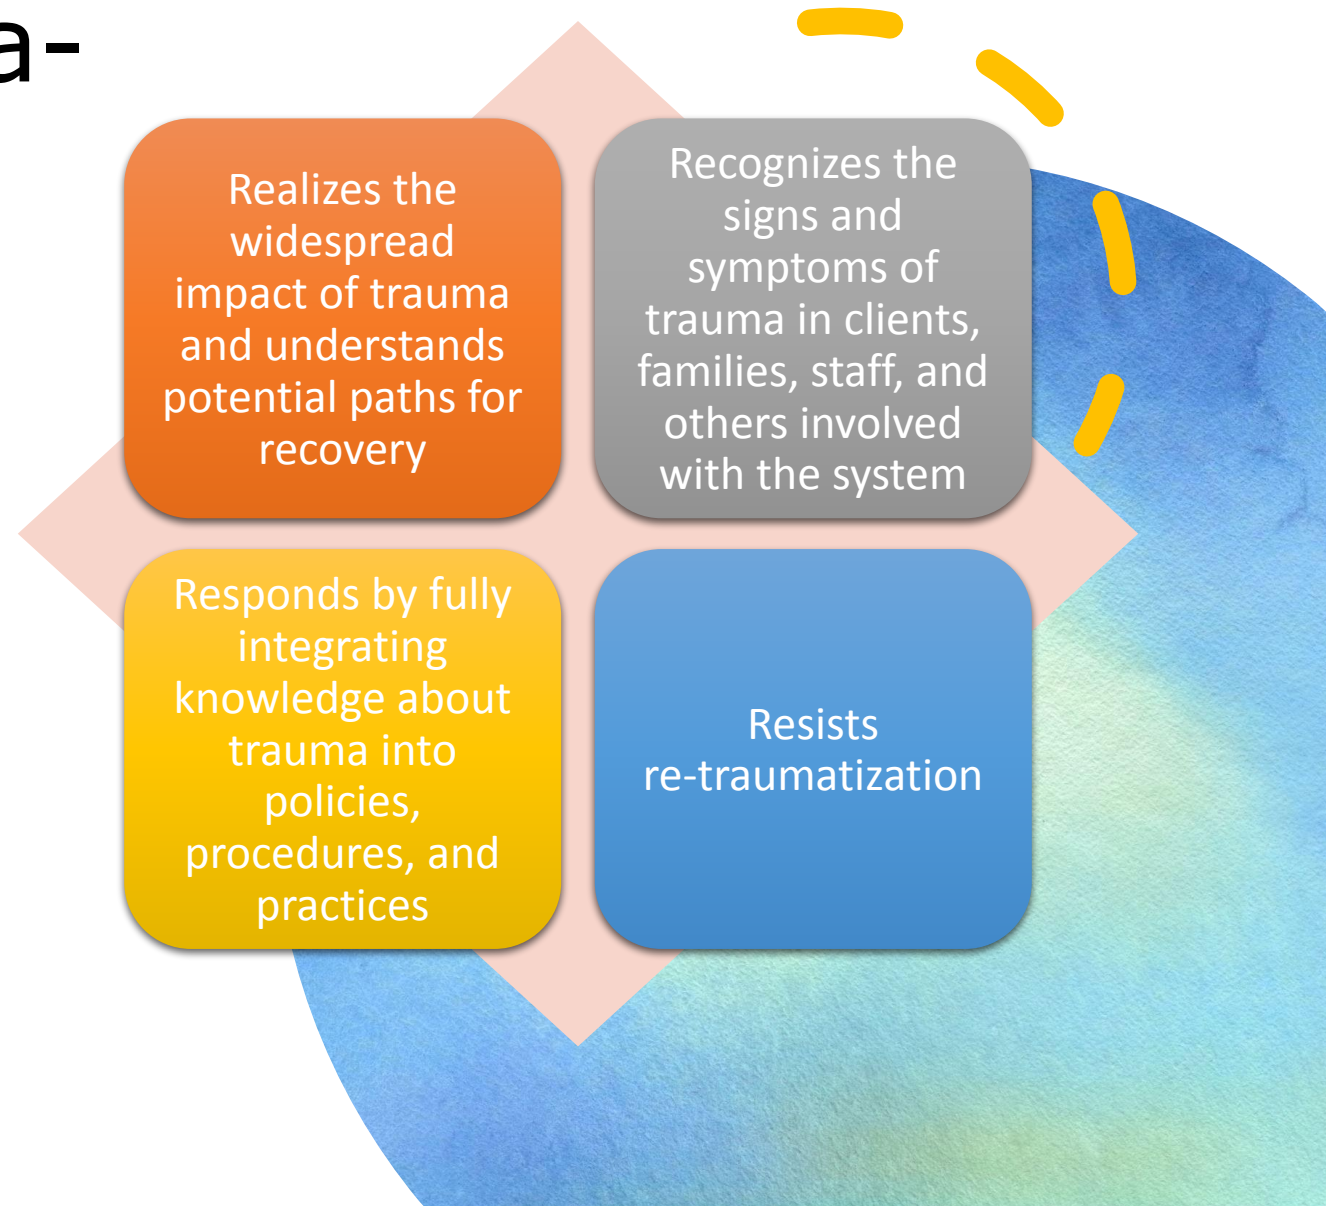 a-
Realizes the
widespread
impact of trauma
and understands
potential paths for
recovery
Recognizes the
signs and
symptoms of
trauma in clients,
families, staff, and
others involved
with the system
Responds by fully
integrating
knowledge about
trauma into
policies,
procedures, and
practices
Resists
re-traumatization